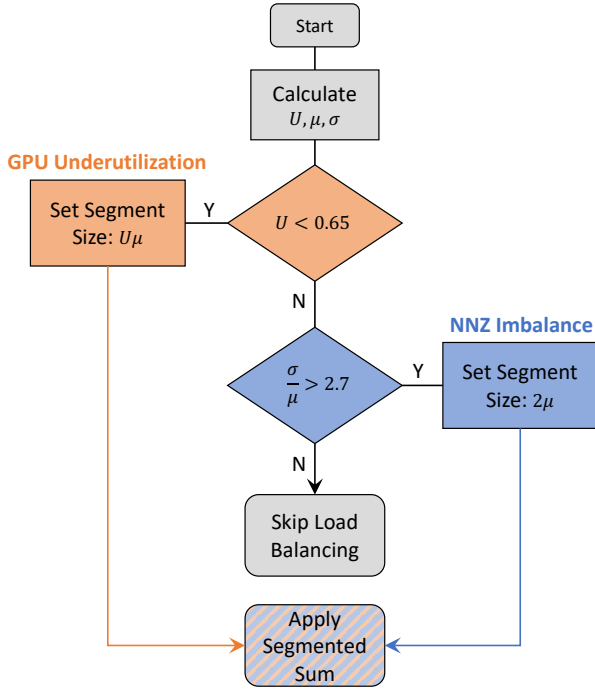 Start
Calculate
U, μ, σ
GPU Underutilization
Set Segment
Size: Uμ
Y
U < 0.65
N
NNZ Imbalance
σ/μ > 2.7
Y
Set Segment
Size: 2μ
N
Skip Load
Balancing
Apply
Segmented
Sum